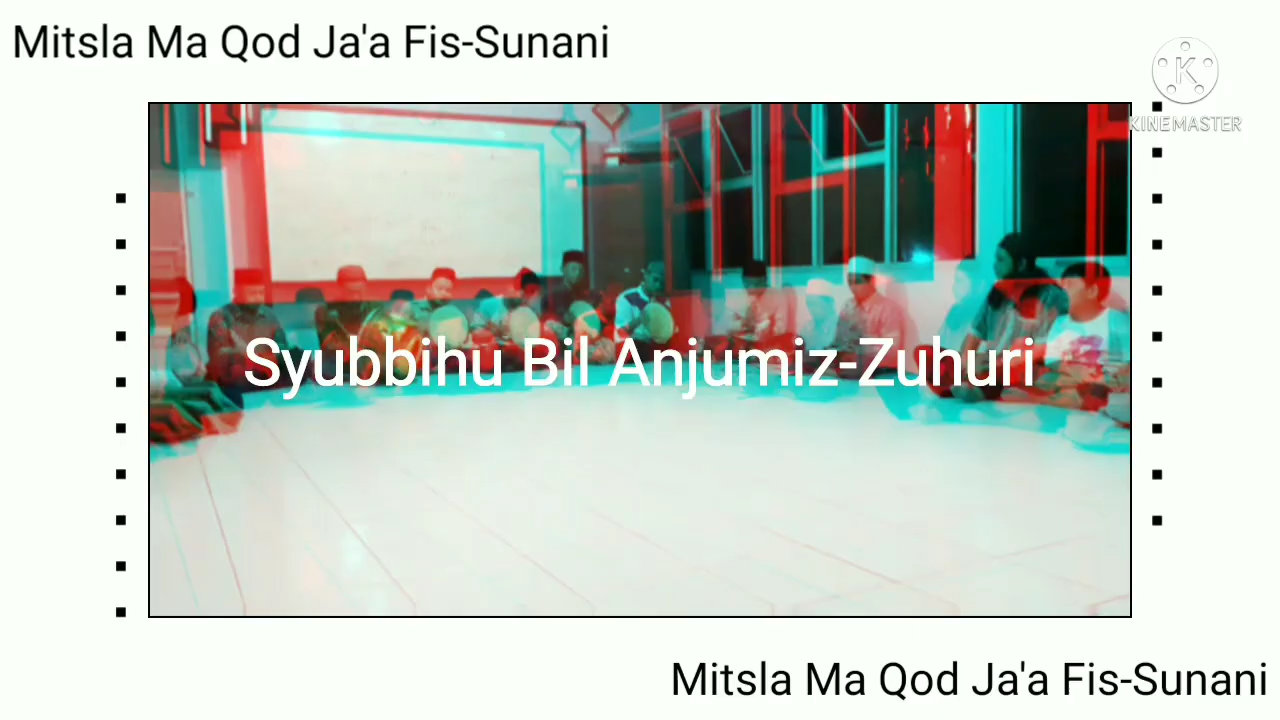 Mitsla Ma Qod Ja'a Fis-Sunani
K
KINEMASTER
Syubbihu Bil Anjumiz-Zuhuri
Mitsla Ma Qod Ja'a Fis-Sunani